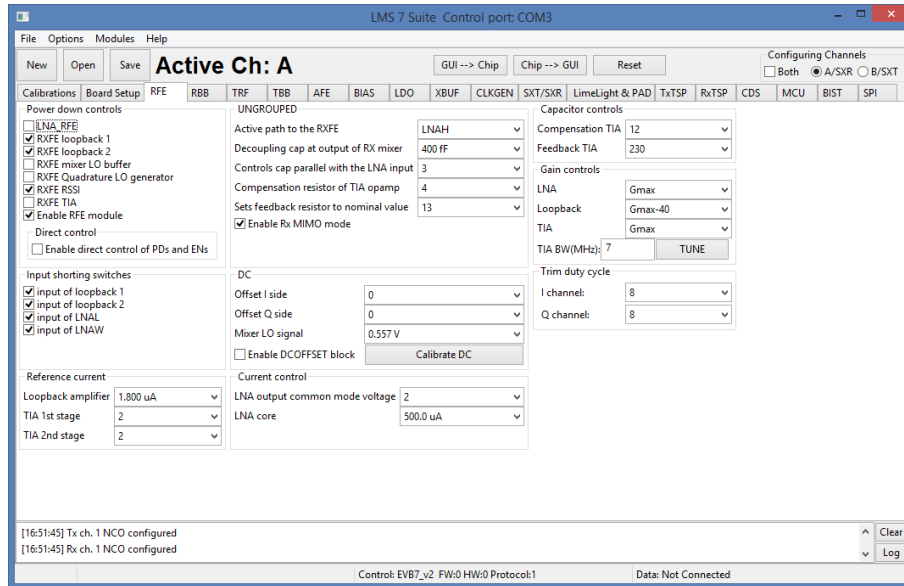 LMS 7 Suite Control port: COM3
File Options Modules Help
New Open Save Active Ch: A GUI --> Chip Chip --> GUI Reset
Configuring Channels
Both A/SXR B/SXT
Calibrations Board Setup RFE RBB TRF TBB AFE BIAS LDO XBUF CLKGEN SXT/SXR LimeLight & PAD TxTSP RxTSP CDS MCU BIST SPI
Power down controls
LNA_RFE
RXFE loopback 1
RXFE loopback 2
RXFE mixer LO buffer
RXFE Quadrature LO generator
RXFE RSSI
RXFE TIA
Enable RFE module
Direct control
Enable direct control of PDs and ENs
UNGROUPED
Active path to the RXFE LNAH
Decoupling cap at output of RX mixer 400 fF
Controls cap parallel with the LNA input 3
Compensation resistor of TIA opamp 4
Sets feedback resistor to nominal value 13
Enable Rx MIMO mode
Capacitor controls
Compensation TIA 12
Feedback TIA 230
Gain controls
LNA Gmax
Loopback Gmax-40
TIA Gmax
TIA BW(MHz): 7 TUNE
Input shorting switches
input of loopback 1
input of loopback 2
input of LNAL
input of LNAW
DC
Offset I side 0
Offset Q side 0
Mixer LO signal 0.557 V
Enable DCOFFSET block Calibrate DC
Trim duty cycle
I channel: 8
Q channel: 8
Reference current
Loopback amplifier 1.800 uA
TIA 1st stage 2
TIA 2nd stage 2
Current control
LNA output common mode voltage 2
LNA core 500.0 uA
[16:51:45] Tx ch. 1 NCO configured
[16:51:45] Rx ch. 1 NCO configured
Clear
Log
Control: EVB7_v2 FW:0 HW:0 Protocol:1 Data: Not Connected